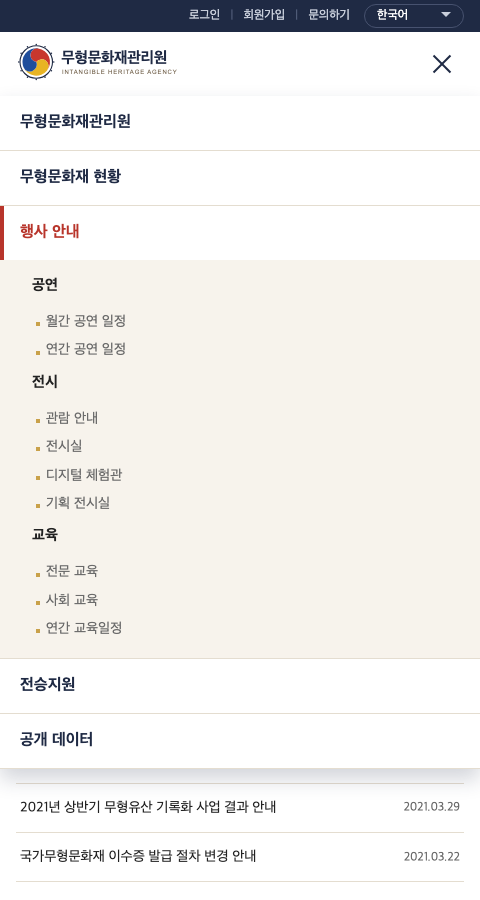 로그인
회원가입
문의하기
한국어
무형문화재관리원
INTANGIBLE HERITAGE AGENCY
무형문화재관리원
무형문화재 현황
행사 안내
공연
월간 공연 일정
연간 공연 일정
전시
관람 안내
전시실
디지털 체험관
기획 전시실
교육
전문 교육
사회 교육
연간 교육일정
전승지원
공개 데이터
2021년 상반기 무형유산 기록화 사업 결과 안내 2021.03.29
국가무형문화재 이수증 발급 절차 변경 안내 2021.03.22